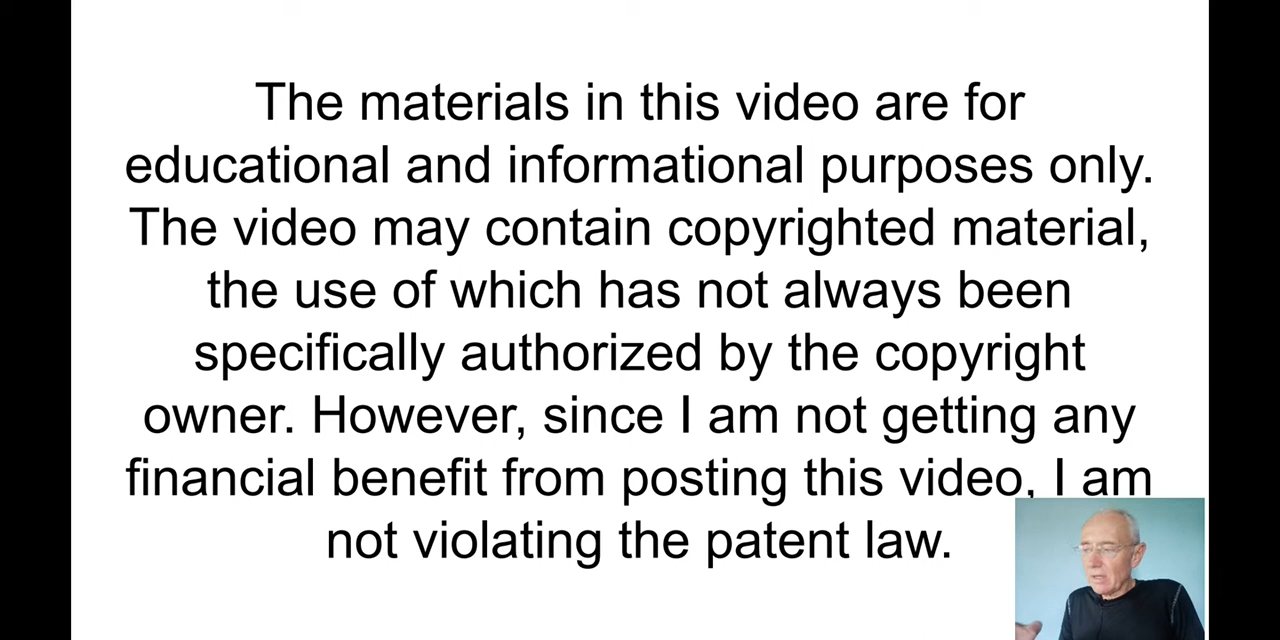 The materials in this video are for
educational and informational purposes only.
The video may contain copyrighted material,
the use of which has not always been
specifically authorized by the copyright
owner. However, since I am not getting any
financial benefit from posting this video, I am
not violating the patent law.